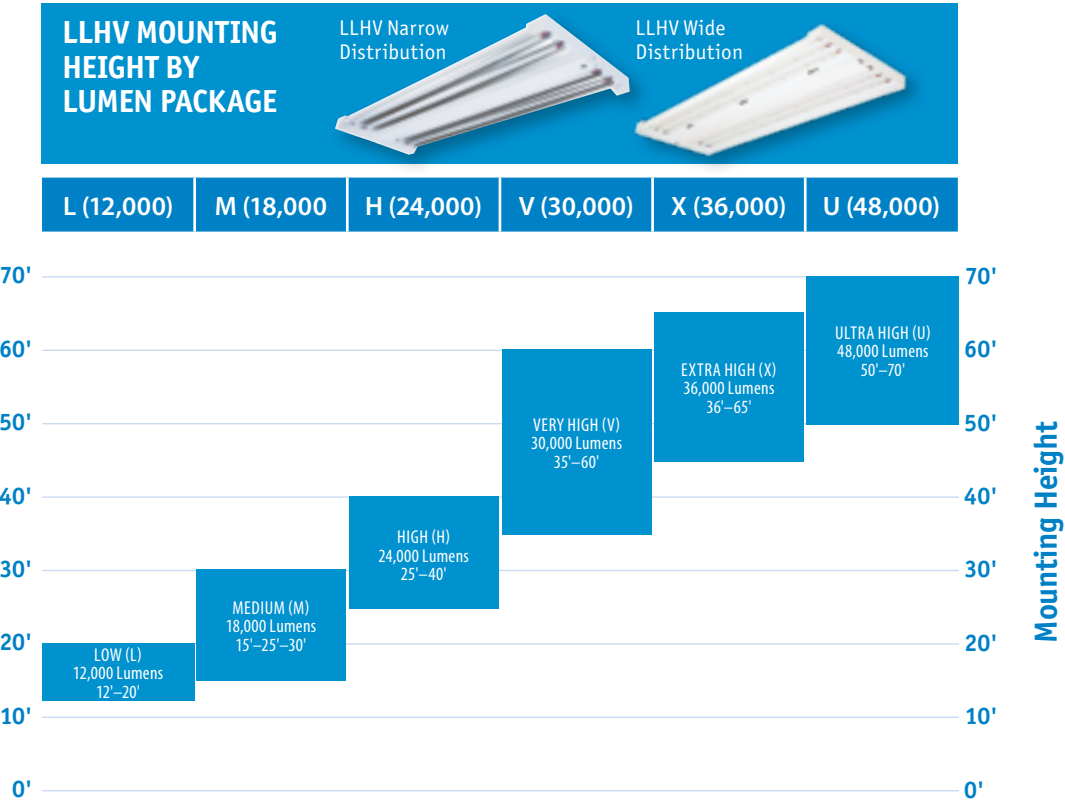 LLHV MOUNTING
HEIGHT BY
LUMEN PACKAGE
LLHV Narrow
Distribution
LLHV Wide
Distribution
L (12,000)
M (18,000
H (24,000)
V (30,000)
X (36,000)
U (48,000)
70'
70'
ULTRA HIGH (U)
48,000 Lumens
50'–70'
60'
60'
EXTRA HIGH (X)
36,000 Lumens
36'–65'
50'
50'
VERY HIGH (V)
30,000 Lumens
35'–60'
40'
40'
HIGH (H)
24,000 Lumens
25'–40'
30'
30'
MEDIUM (M)
18,000 Lumens
15'–25'–30'
20'
20'
LOW (L)
12,000 Lumens
12'–20'
10'
10'
0'
0'
Mounting Height